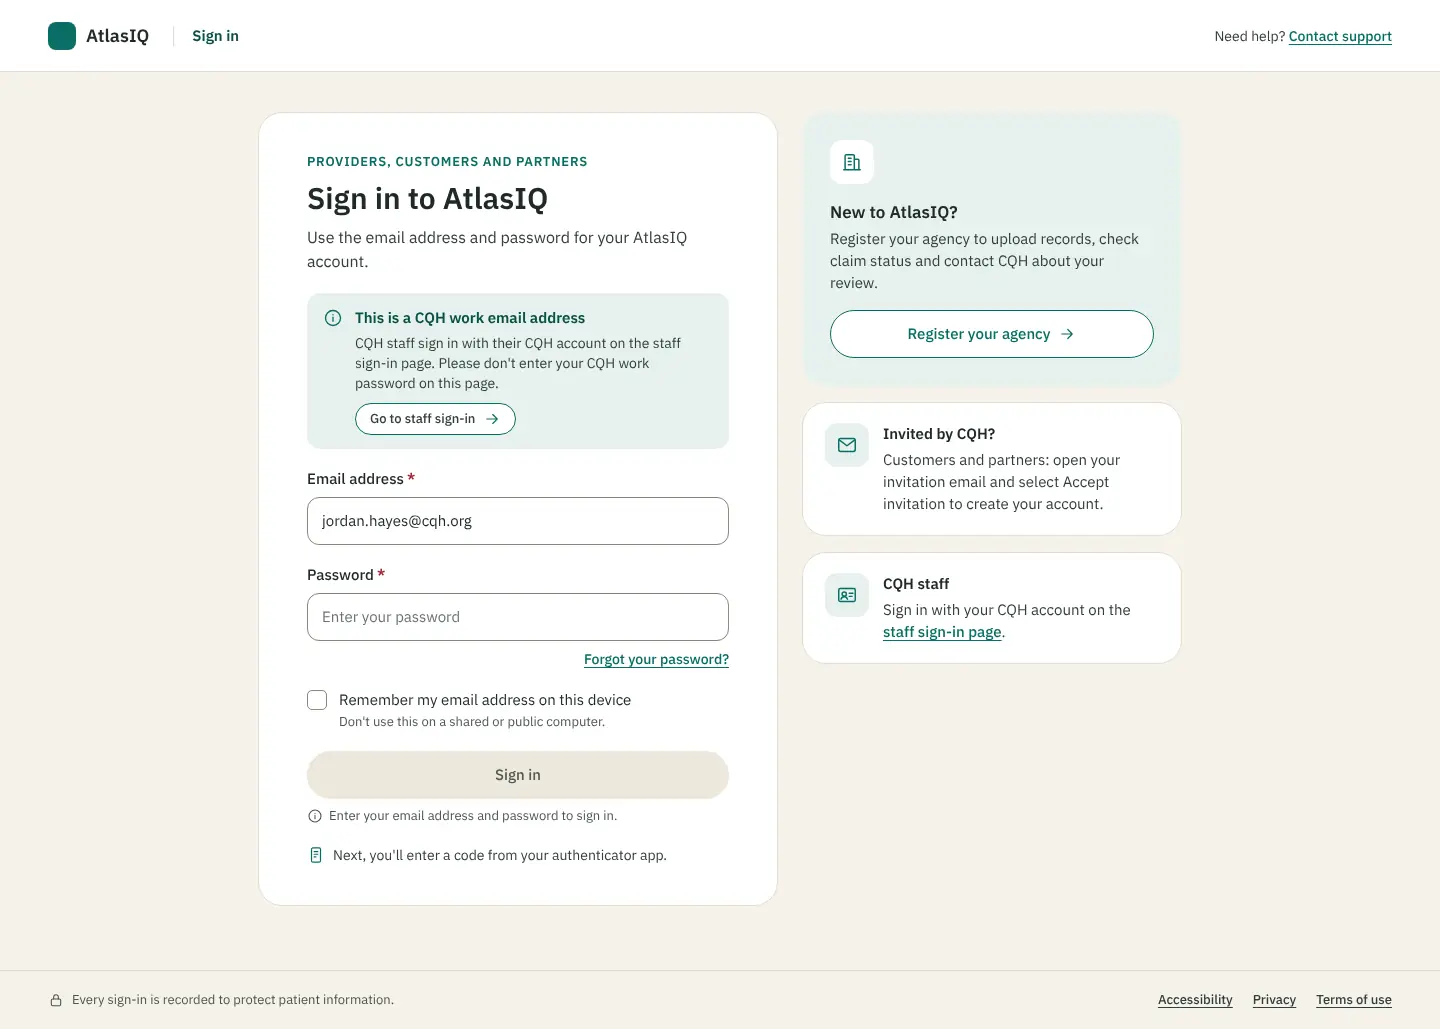 AtlasIQ
Sign in
Need help? Contact support
PROVIDERS, CUSTOMERS AND PARTNERS
Sign in to AtlasIQ
Use the email address and password for your AtlasIQ
account.
This is a CQH work email address
CQH staff sign in with their CQH account on the staff
sign-in page. Please don't enter your CQH work
password on this page.
Go to staff sign-in
Email address *
jordan.hayes@cqh.org
Password *
Enter your password
Forgot your password?
Remember my email address on this device
Don't use this on a shared or public computer.
Sign in
Enter your email address and password to sign in.
Next, you'll enter a code from your authenticator app.
New to AtlasIQ?
Register your agency to upload records, check
claim status and contact CQH about your
review.
Register your agency
Invited by CQH?
Customers and partners: open your
invitation email and select Accept
invitation to create your account.
CQH staff
Sign in with your CQH account on the
staff sign-in page.
Every sign-in is recorded to protect patient information.
Accessibility
Privacy
Terms of use